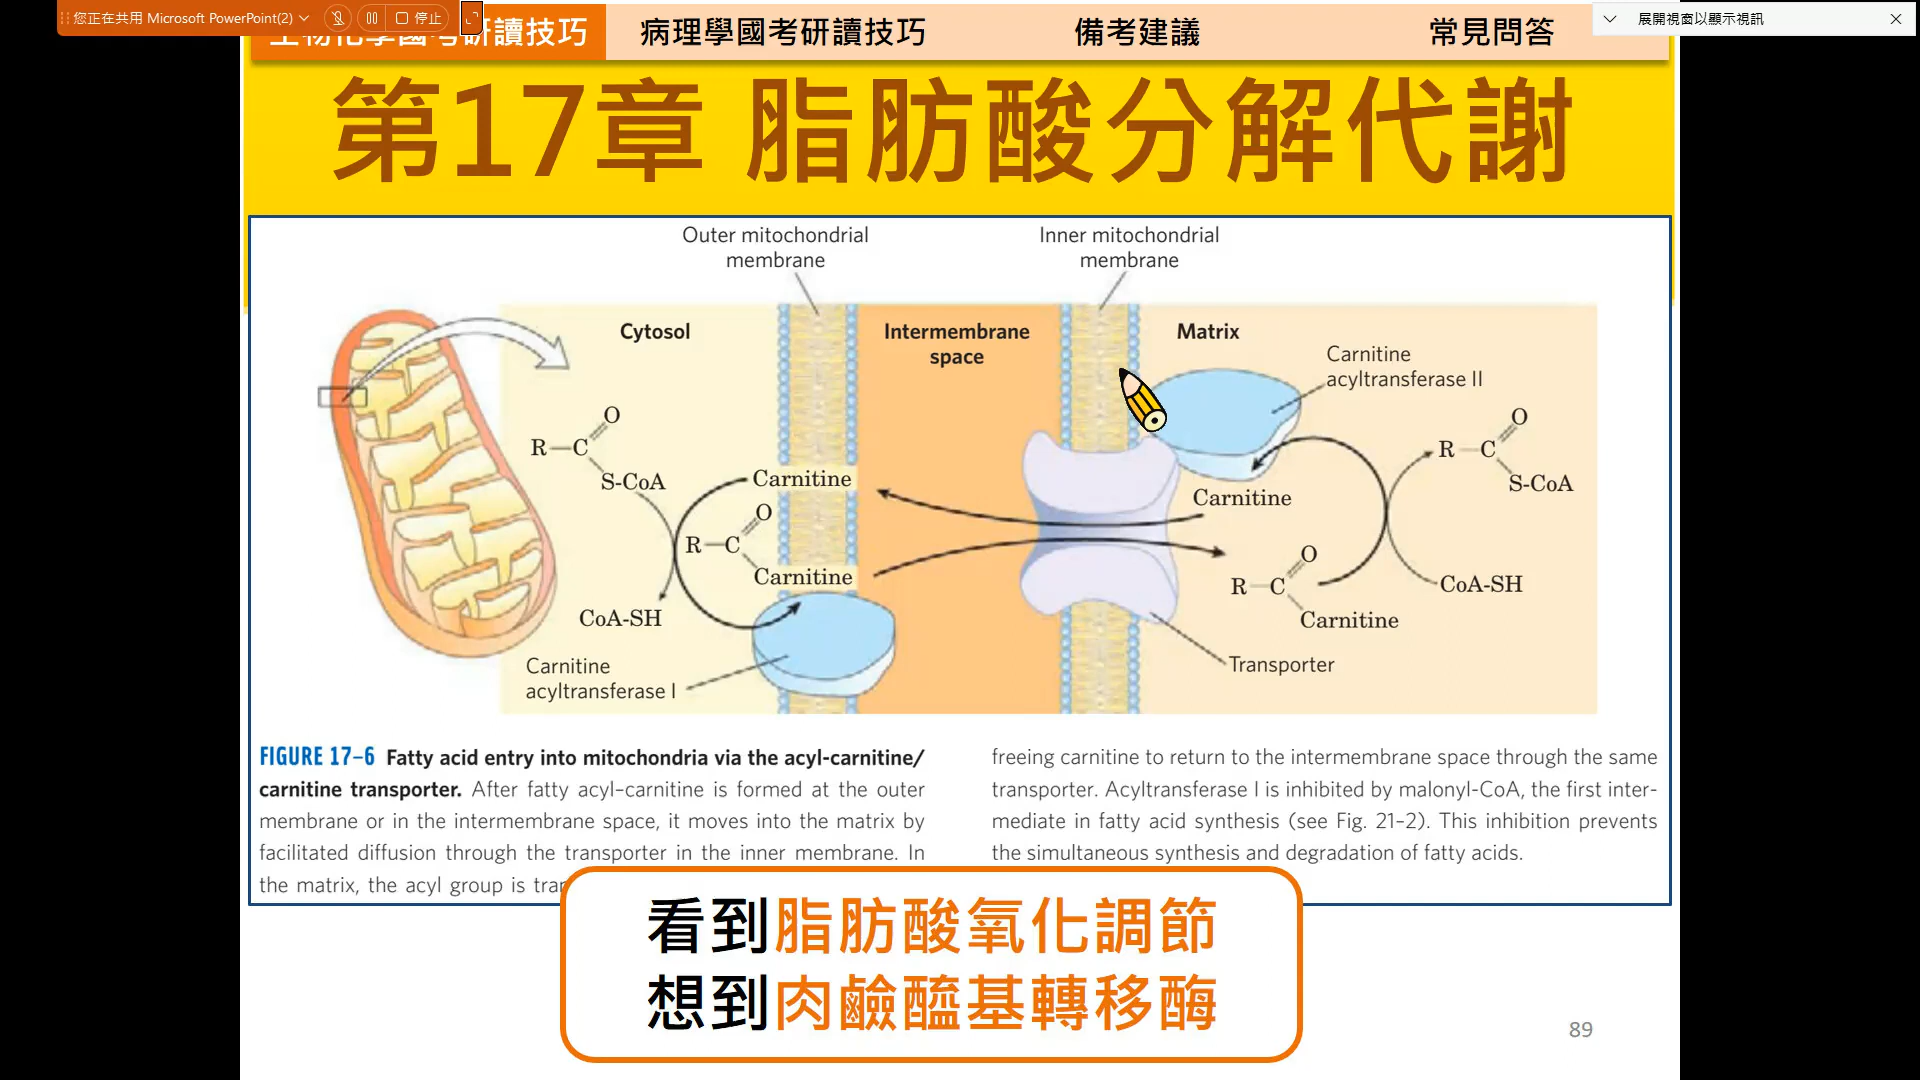 您正在共用 Microsoft PowerPoint(2)
停止
展開視窗以顯示視訊
生物化學國考研讀技巧
病理學國考研讀技巧
備考建議
常見問答
第17章 脂肪酸分解代謝
Outer mitochondrial
membrane
Inner mitochondrial
membrane
Cytosol
Intermembrane
space
Matrix
Carnitine
acyltransferase II
O
R—C
S-CoA
Carnitine
O
R—C
Carnitine
CoA-SH
Carnitine
acyltransferase I
Carnitine
O
R—C
Carnitine
Transporter
O
R—C
S-CoA
CoA-SH
FIGURE 17–6 Fatty acid entry into mitochondria via the acyl-carnitine/
carnitine transporter. After fatty acyl–carnitine is formed at the outer
membrane or in the intermembrane space, it moves into the matrix by
facilitated diffusion through the transporter in the inner membrane. In
the matrix, the acyl group is
freeing carnitine to return to the intermembrane space through the same
transporter. Acyltransferase I is inhibited by malonyl-CoA, the first inter-
mediate in fatty acid synthesis (see Fig. 21–2). This inhibition prevents
the simultaneous synthesis and degradation of fatty acids.
看到脂肪酸氧化調節
想到肉鹼醯基轉移酶
89